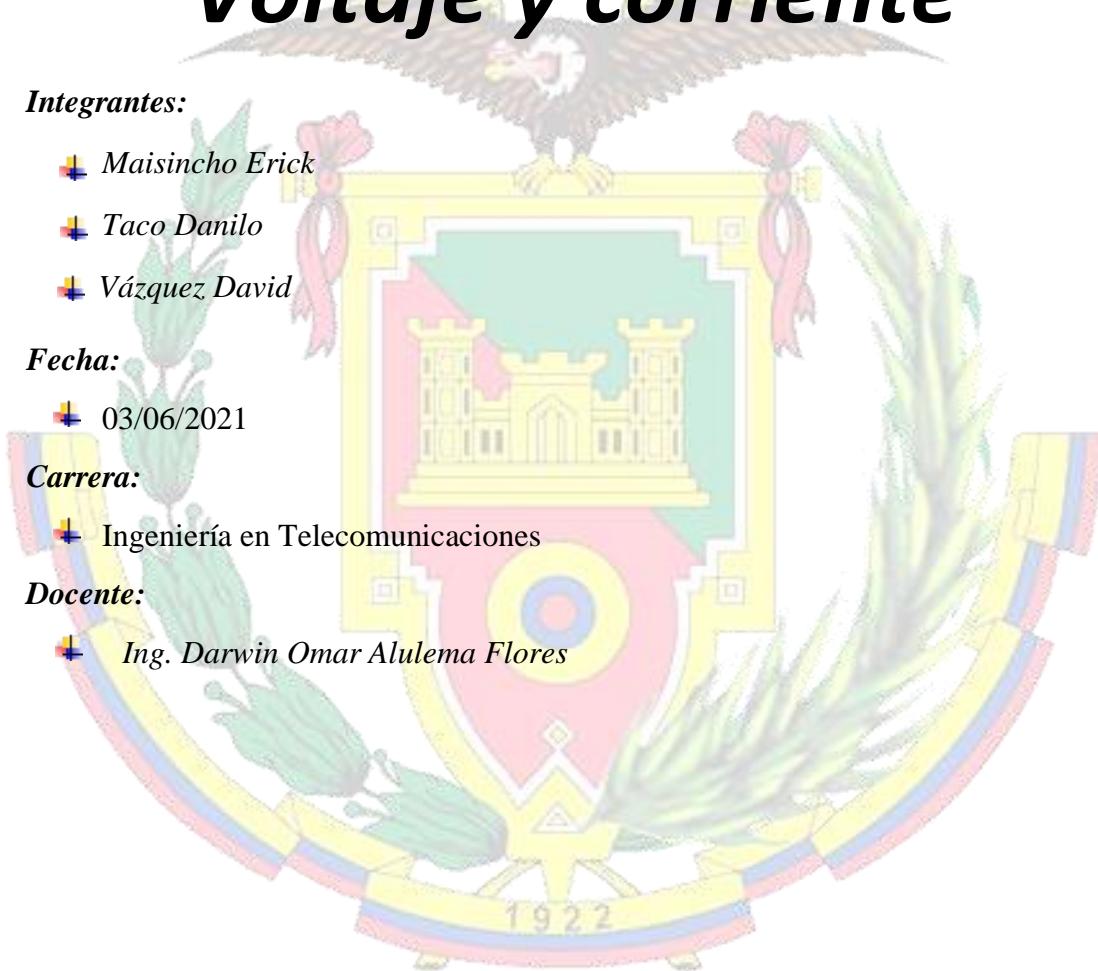 Voltaje y corriente
Integrantes:
Maisincho Erick
Taco Danilo
Vázquez David
Fecha:
03/06/2021
Carrera:
Ingeniería en Telecomunicaciones
Docente:
Ing. Darwin Omar Alulema Flores
1922